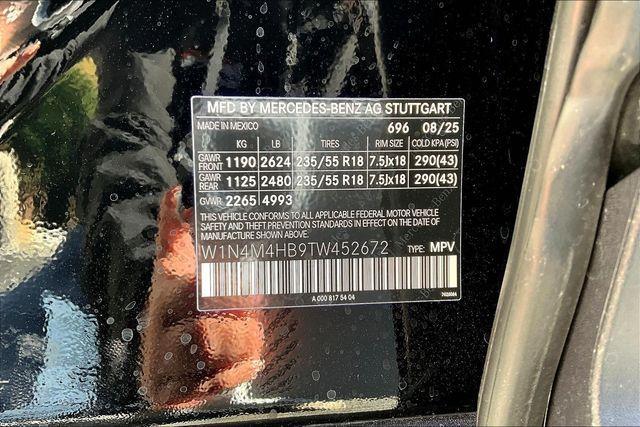 MFD BY MERCEDES-BENZ AG STUTTGART
MADE IN MEXICO 696 08/25
KG LB TIRES RIM SIZE COLD KPA (PSI)
GAWR FRONT 1190 2624 235/55 R18 7.5Jx18 290(43)
GAWR REAR 1125 2480 235/55 R18 7.5Jx18 290(43)
GVWR 2265 4993
THIS VEHICLE CONFORMS TO ALL APPLICABLE FEDERAL MOTOR VEHICLE
SAFETY AND THEFT PREVENTION STANDARDS IN EFFECT ON THE DATE OF
MANUFACTURE SHOWN ABOVE.
W1N4M4HB9TW452672 TYPE: MPV
A 000 817 54 04